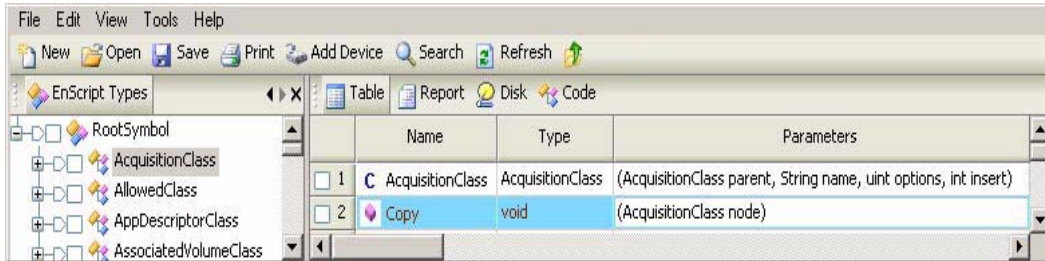 File Edit View Tools Help
New Open Save Print Add Device Search Refresh
EnScript Types
Table Report Disk Code
RootSymbol
AcquisitionClass
AllowedClass
AppDescriptorClass
AssociatedVolumeClass
Name Type Parameters
1 C AcquisitionClass AcquisitionClass (AcquisitionClass parent, String name, uint options, int insert)
2 Copy void (AcquisitionClass node)